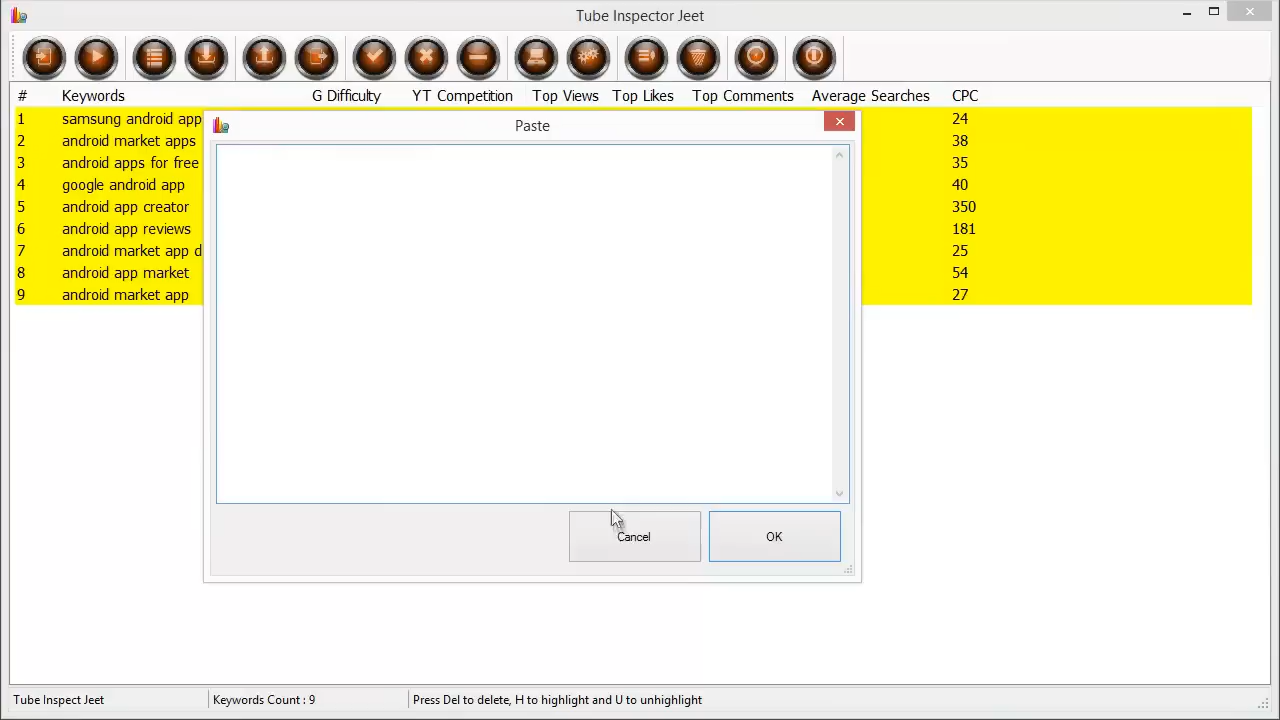 Tube Inspector Jeet
# Keywords G Difficulty YT Competition Top Views Top Likes Top Comments Average Searches CPC
1 samsung android app 24
2 android market apps 38
3 android apps for free 35
4 google android app 40
5 android app creator 350
6 android app reviews 181
7 android market app d 25
8 android app market 54
9 android market app 27
Paste
Cancel OK
Tube Inspect Jeet Keywords Count : 9 Press Del to delete, H to highlight and U to unhighlight